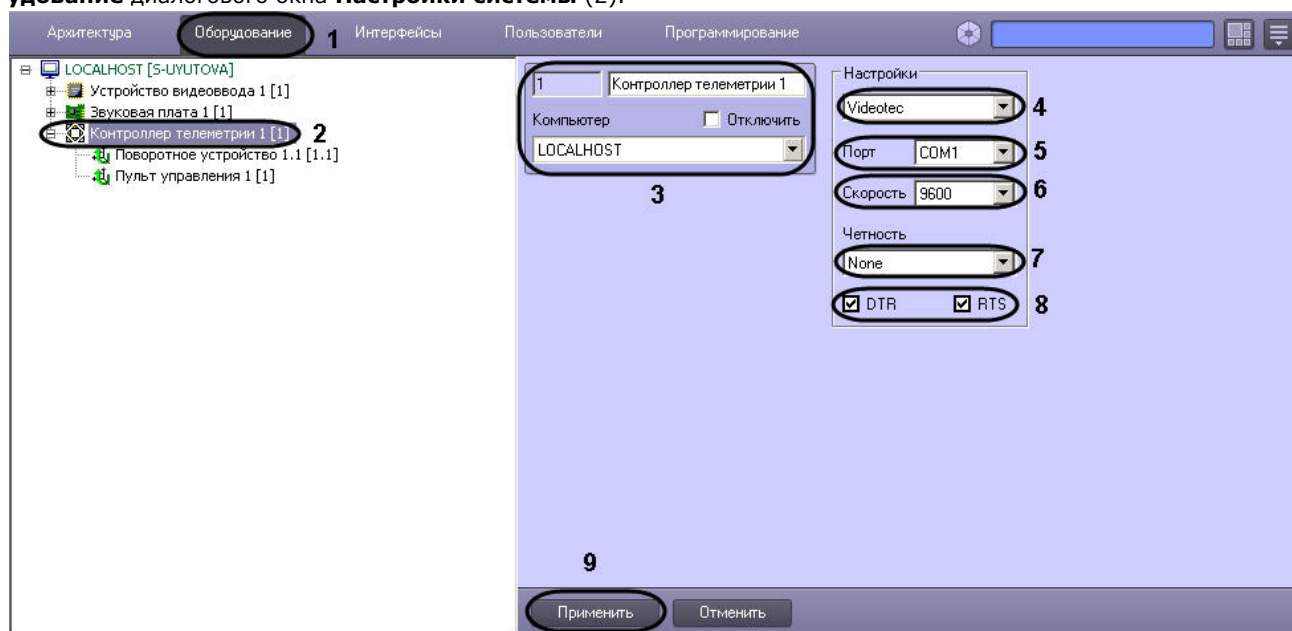 удование диалогового окна Настройки системы (2).
Архитектура Оборудование 1 Интерфейсы Пользователи Программирование
LOCALHOST [S-UYUTOVA]
Устройство видеоввода 1 [1]
Звуковая плата 1 [1]
Контроллер телеметрии 1 [1] 2
Поворотное устройство 1.1 [1.1]
Пульт управления 1 [1]
1 Контроллер телеметрии 1
Компьютер Отключить
LOCALHOST
3
Настройки
Videotec 4
Порт COM1 5
Скорость 9600 6
Четность
None 7
DTR RTS 8
9
Применить Отменить